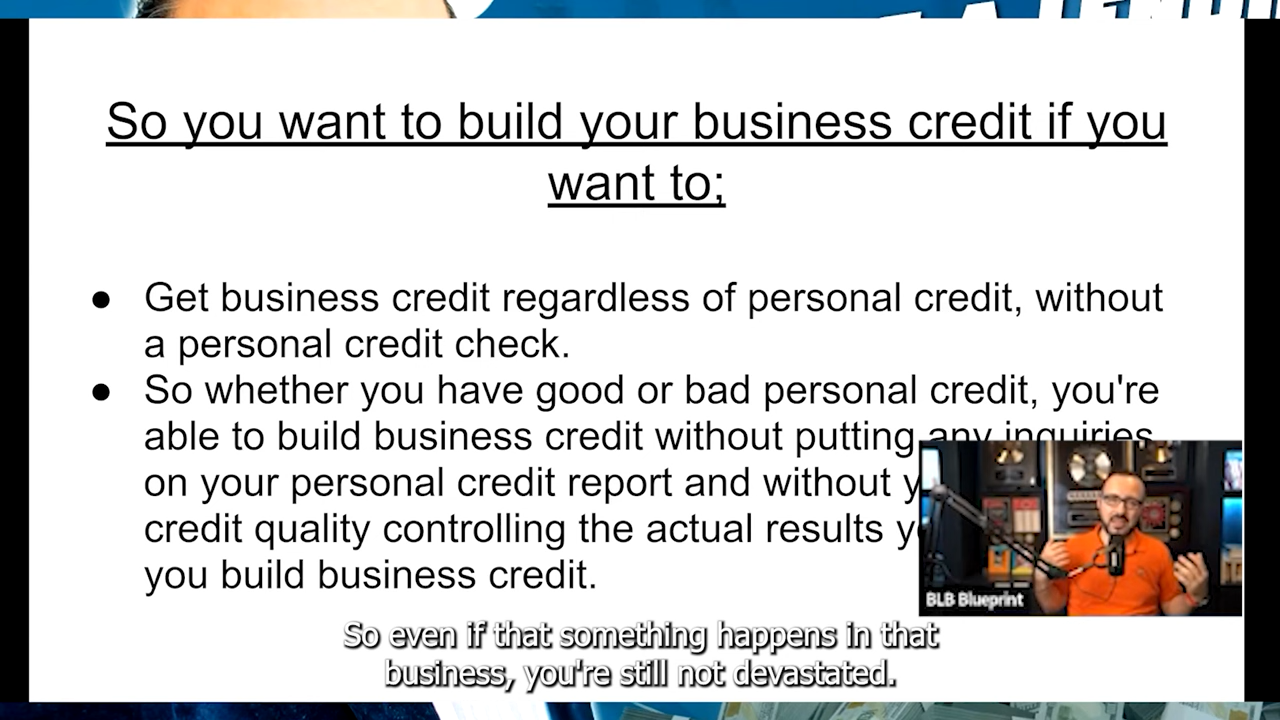 So you want to build your business credit if you
want to;
● Get business credit regardless of personal credit, without
a personal credit check.
● So whether you have good or bad personal credit, you're
able to build business credit without putting any inquiries
on your personal credit report and without
credit quality controlling the actual results
you build business credit.
BLB Blueprint
So even if that something happens in that
business, you're still not devastated.